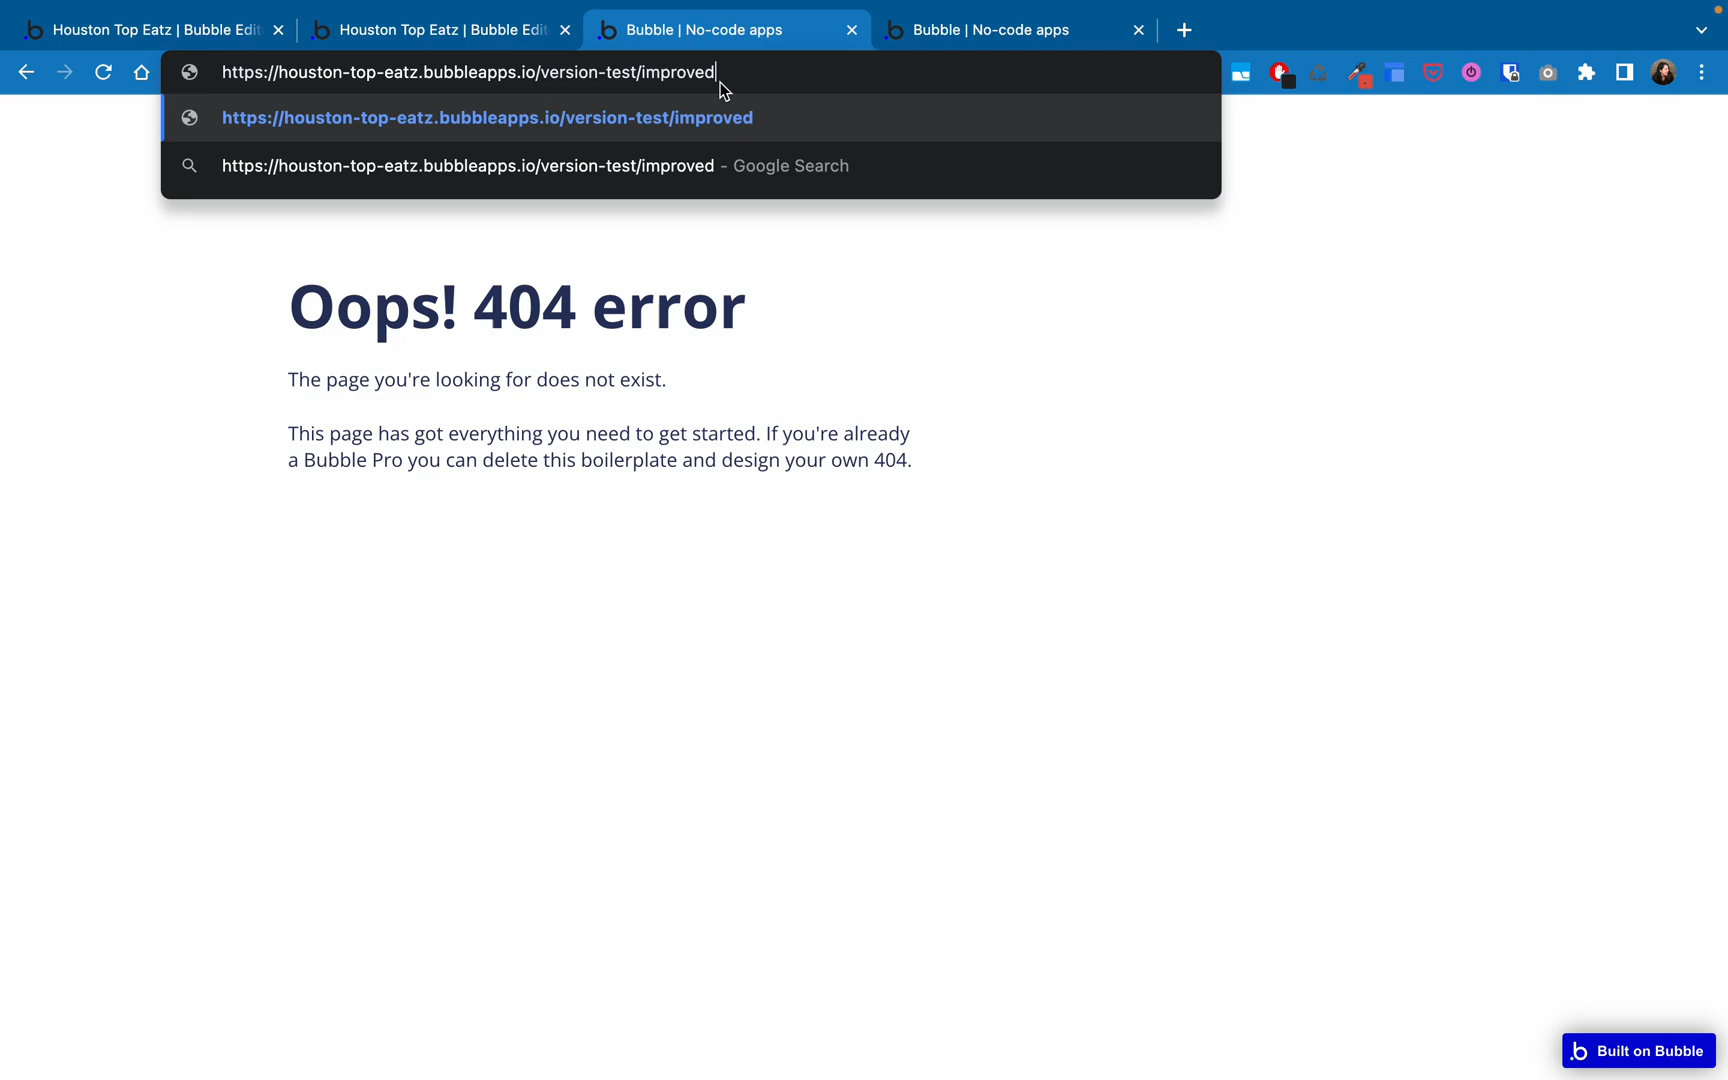 Houston Top Eatz | Bubble Edit
Houston Top Eatz | Bubble Edit
Bubble | No-code apps
Bubble | No-code apps
https://houston-top-eatz.bubbleapps.io/version-test/improved
https://houston-top-eatz.bubbleapps.io/version-test/improved
https://houston-top-eatz.bubbleapps.io/version-test/improved - Google Search
Oops! 404 error
The page you're looking for does not exist.
This page has got everything you need to get started. If you're already
a Bubble Pro you can delete this boilerplate and design your own 404.
Built on Bubble